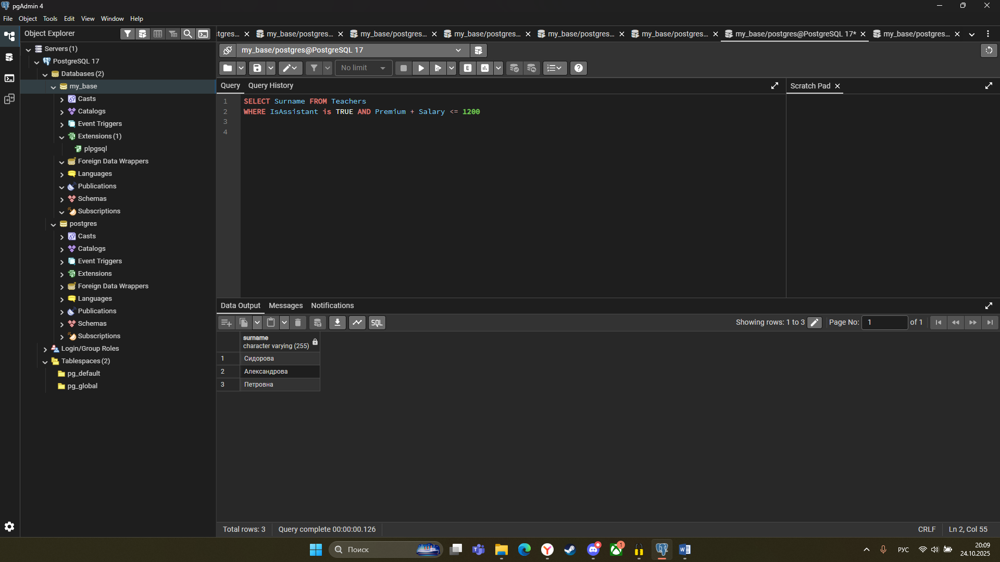 pgAdmin 4
File Object Tools Edit View Window Help
Object Explorer
tgres... my_base/postgres... my_base/postgres... my_base/postgres... my_base/postgres... my_base/postgres... my_base/postgres@PostgreSQL 17* my_base/postgres...
Servers (1)
PostgreSQL 17
Databases (2)
my_base
Casts
Catalogs
Event Triggers
Extensions (1)
plpgsql
Foreign Data Wrappers
Languages
Publications
Schemas
Subscriptions
postgres
Casts
Catalogs
Event Triggers
Extensions
Foreign Data Wrappers
Languages
Publications
Schemas
Subscriptions
Login/Group Roles
Tablespaces (2)
pg_default
pg_global
my_base/postgres@PostgreSQL 17
No limit
E
Query Query History
Scratch Pad
1 SELECT Surname FROM Teachers
2 WHERE IsAssistant is TRUE AND Premium + Salary <= 1200
3
4
Data Output Messages Notifications
SQL
Showing rows: 1 to 3 Page No: 1 of 1
surname
character varying (255)
1 Сидорова
2 Александрова
3 Петровна
Total rows: 3 Query complete 00:00:00.126
CRLF Ln 2, Col 55
Поиск
1
РУС
20:09
24.10.2025